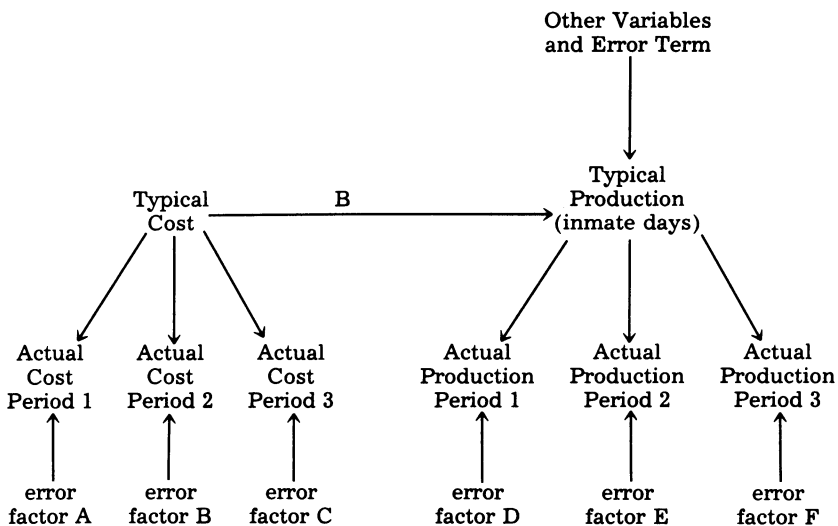 Other Variables
and Error Term
Typical
Production
(inmate days)
Typical
Cost
B
Actual
Cost
Period 1
Actual
Cost
Period 2
Actual
Cost
Period 3
Actual
Production
Period 1
Actual
Production
Period 2
Actual
Production
Period 3
error
factor A
error
factor B
error
factor C
error
factor D
error
factor E
error
factor F